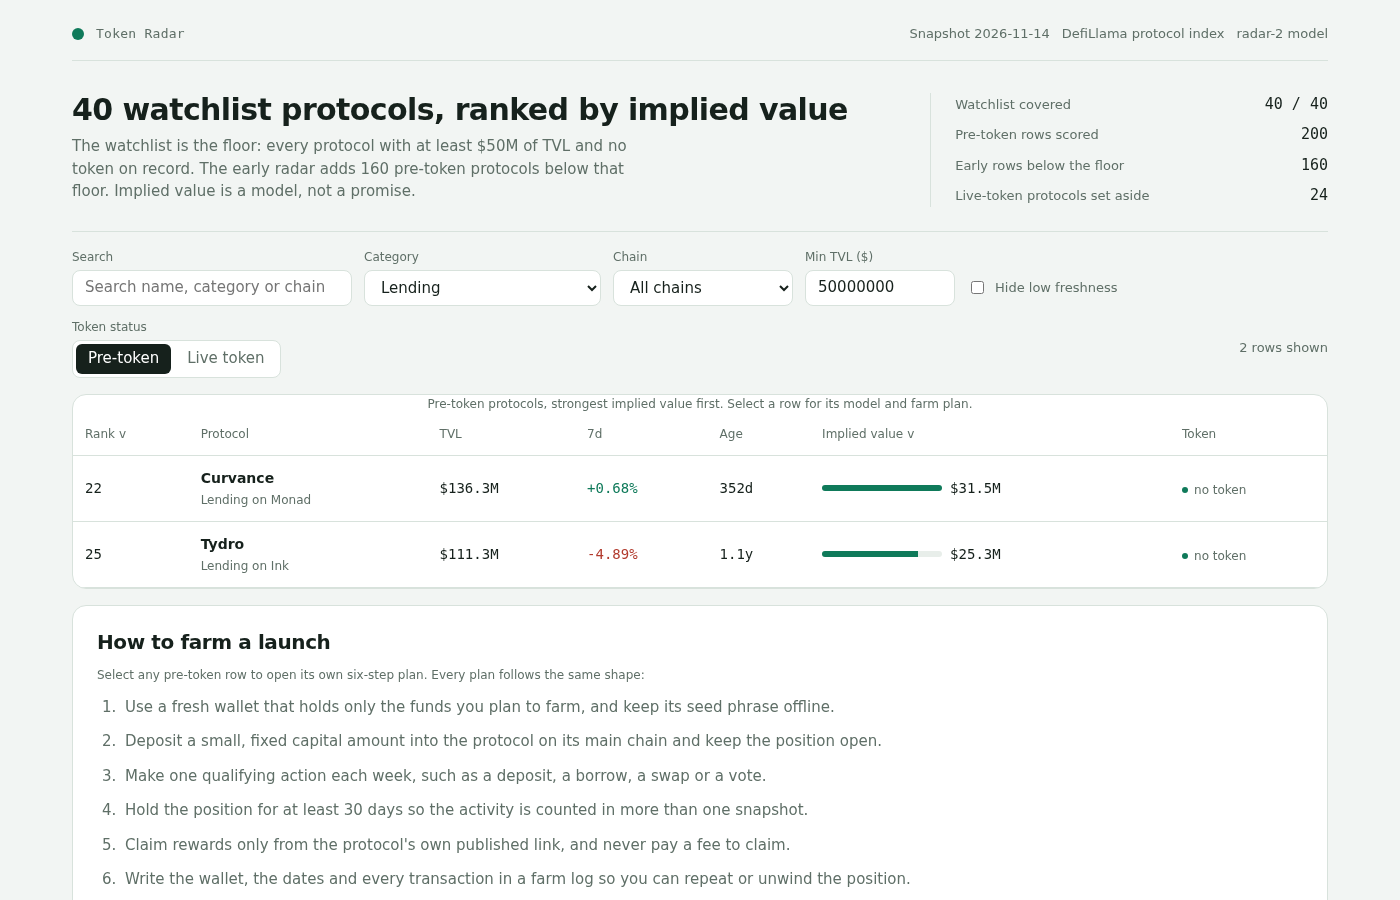 Token Radar
Snapshot 2026-11-14 DefiLlama protocol index radar-2 model
40 watchlist protocols, ranked by implied value
The watchlist is the floor: every protocol with at least $50M of TVL and no
token on record. The early radar adds 160 pre-token protocols below that
floor. Implied value is a model, not a promise.
Watchlist covered 40 / 40
Pre-token rows scored 200
Early rows below the floor 160
Live-token protocols set aside 24
Search Category Chain Min TVL ($)
Search name, category or chain Lending All chains 50000000 Hide low freshness
Token status
Pre-token Live token
2 rows shown
Pre-token protocols, strongest implied value first. Select a row for its model and farm plan.
Rank v Protocol TVL 7d Age Implied value v Token
22 Curvance $136.3M +0.68% 352d $31.5M no token
Lending on Monad
25 Tydro $111.3M -4.89% 1.1y $25.3M no token
Lending on Ink
How to farm a launch
Select any pre-token row to open its own six-step plan. Every plan follows the same shape:
1. Use a fresh wallet that holds only the funds you plan to farm, and keep its seed phrase offline.
2. Deposit a small, fixed capital amount into the protocol on its main chain and keep the position open.
3. Make one qualifying action each week, such as a deposit, a borrow, a swap or a vote.
4. Hold the position for at least 30 days so the activity is counted in more than one snapshot.
5. Claim rewards only from the protocol's own published link, and never pay a fee to claim.
6. Write the wallet, the dates and every transaction in a farm log so you can repeat or unwind the position.